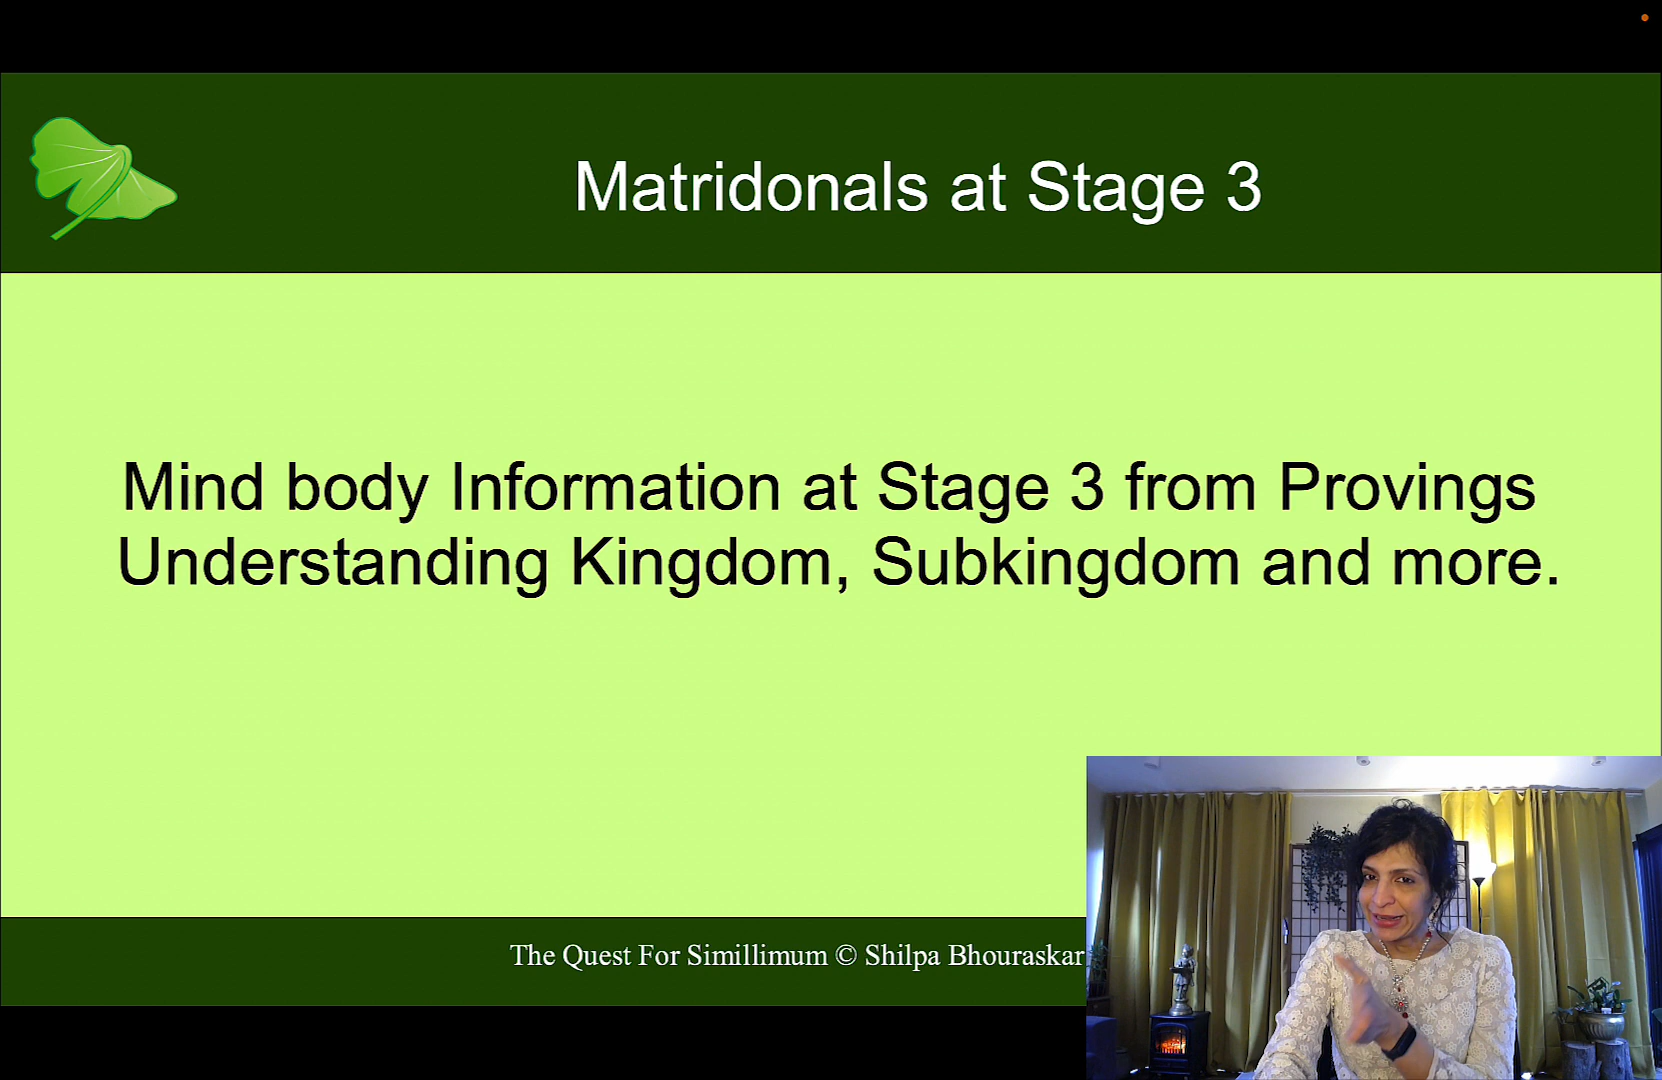 Matridonals at Stage 3
Mind body Information at Stage 3 from Provings
Understanding Kingdom, Subkingdom and more.
The Quest For Simillimum © Shilpa Bhouraskar